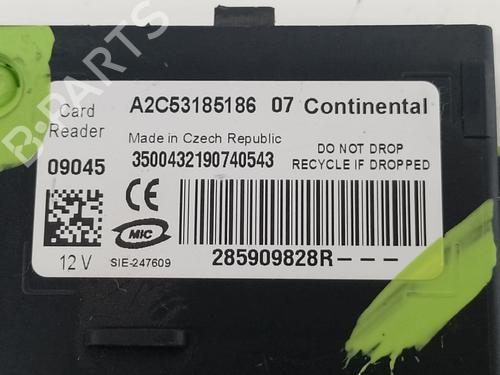 Card Reader
A2C53185186 07 Continental
Made in Czech Republic
09045
3500432190740543
DO NOT DROP
RECYCLE IF DROPPED
CE
MIC
12 V
SIE-247609
285909828R---
B-PARTS